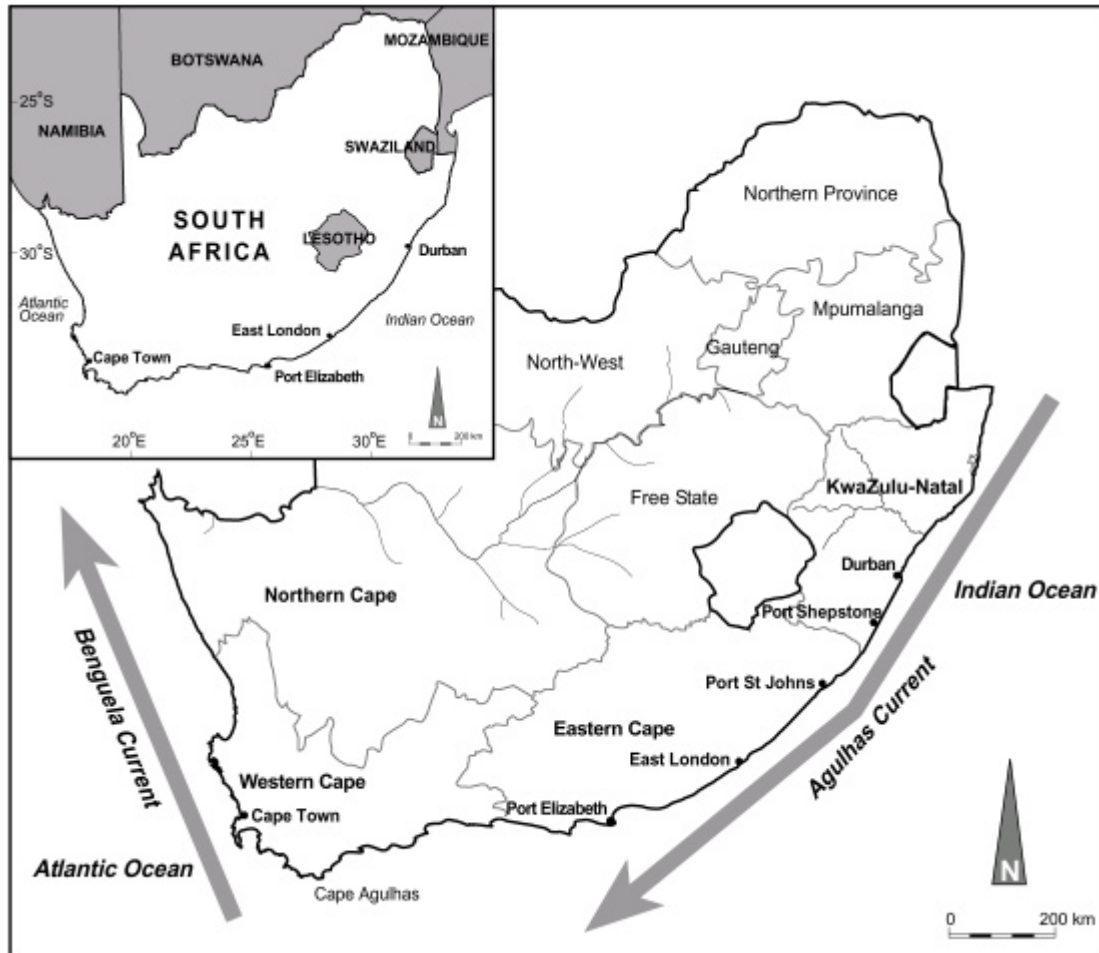 MOZAMBIQUE
BOTSWANA
25°S
NAMIBIA
SWAZILAND
SOUTH
AFRICA
LESOTHO
30°S
Durban
Atlantic
Ocean
East London
Indian Ocean
Cape Town
Port Elizabeth
N
0 200 km
20°E
25°E
30°E
Northern Province
Mpumalanga
Gauteng
North-West
KwaZulu-Natal
Free State
Durban
Indian Ocean
Northern Cape
Port Shepstone
Benguela Current
Port St Johns
Eastern Cape
Agulhas Current
East London
Western Cape
Port Elizabeth
Cape Town
Atlantic Ocean
Cape Agulhas
N
0 200 km